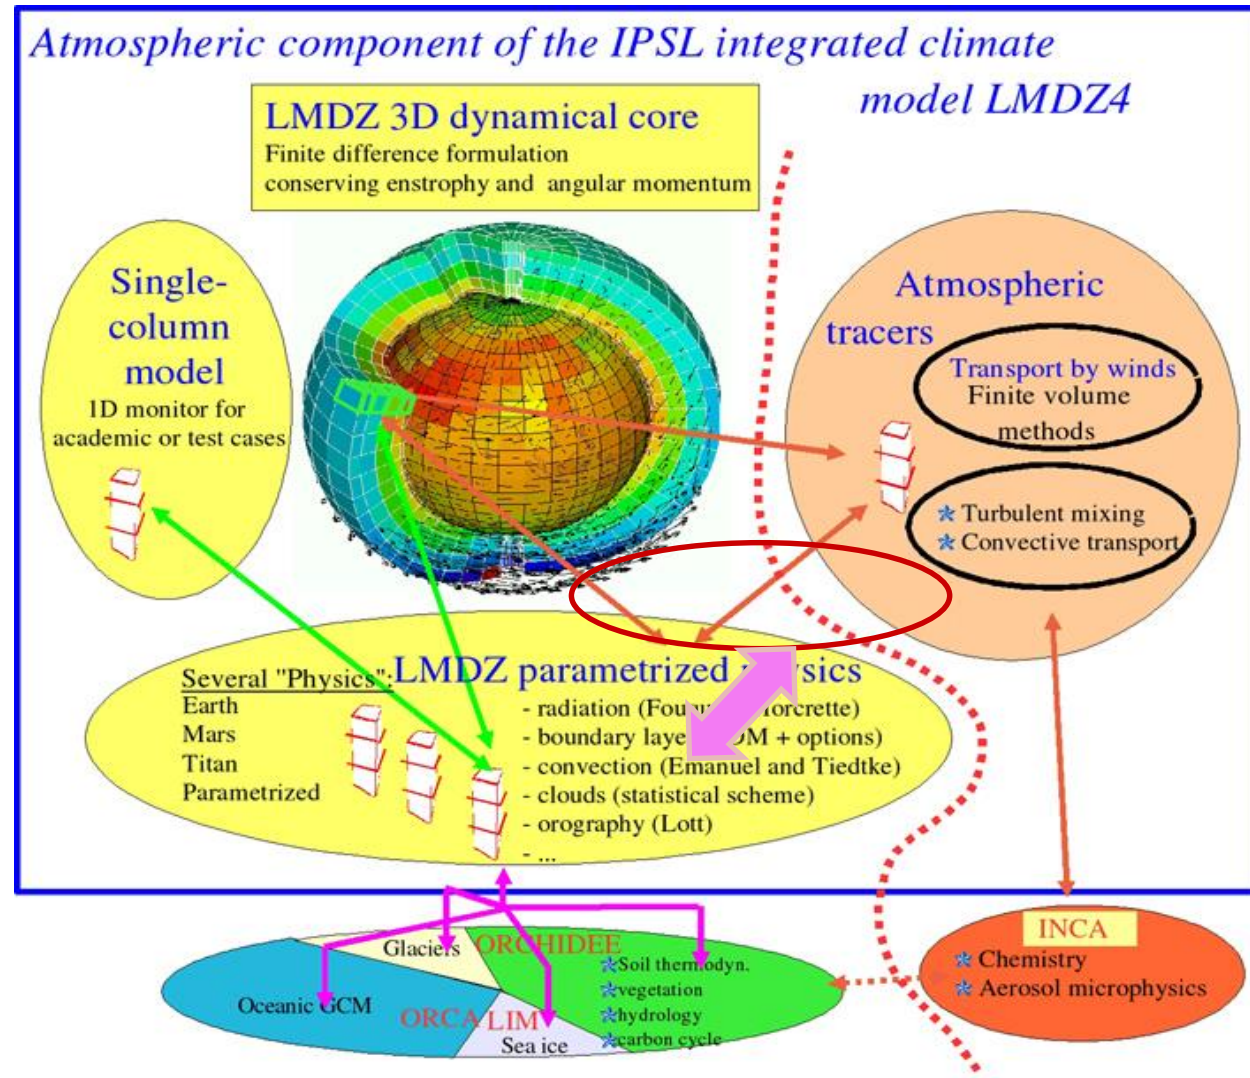 Atmospheric component of the IPSL integrated climate
model LMDZ4
LMDZ 3D dynamical core
Finite difference formulation
conserving enstrophy and angular momentum
Single-
column
model
1D monitor for
academic or test cases
Atmospheric
tracers
Transport by winds
Finite volume
methods
Turbulent mixing
Convective transport
LMDZ parametrized
Several "Physics":
Earth
Mars
Titan
Parametrized
- radiation
- boundary + options)
- convection (Emanuel and Tiedtke)
- clouds (statistical scheme)
- orography (Lott)
- ...
Glaciers
ORCHIDEE
Soil thermodyn.
vegetation
hydrology
carbon cycle
Oceanic GCM
ORCA LIM
Sea ice
INCA
Chemistry
Aerosol microphysics